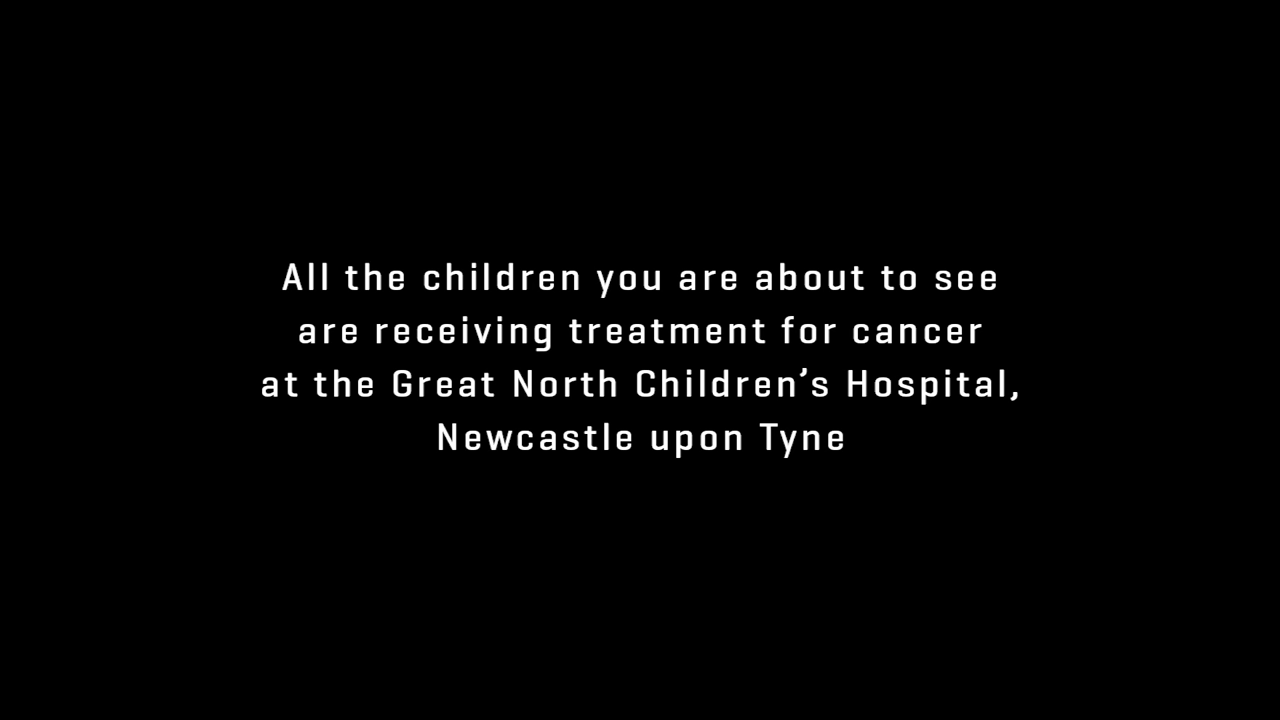 All the children you are about to see
are receiving treatment for cancer
at the Great North Children’s Hospital,
Newcastle upon Tyne